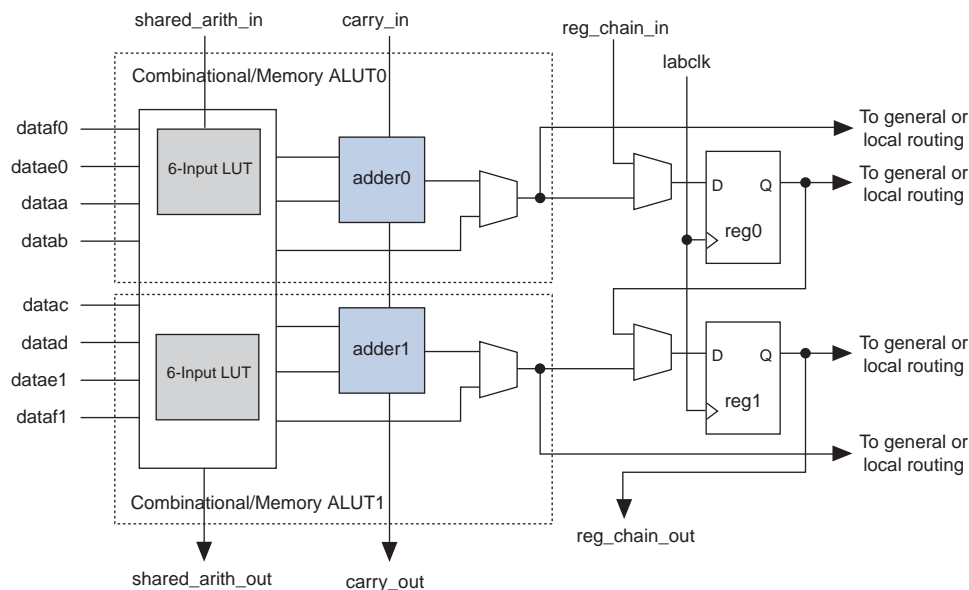 shared_arith_in
carry_in
reg_chain_in
labclk
Combinational/Memory ALUT0
dataf0
datae0
dataa
datab
datac
datad
datae1
dataf1
6-Input LUT
adder0
D
Q
reg0
To general or
local routing
To general or
local routing
6-Input LUT
adder1
D
Q
reg1
To general or
local routing
To general or
local routing
Combinational/Memory ALUT1
reg_chain_out
shared_arith_out
carry_out